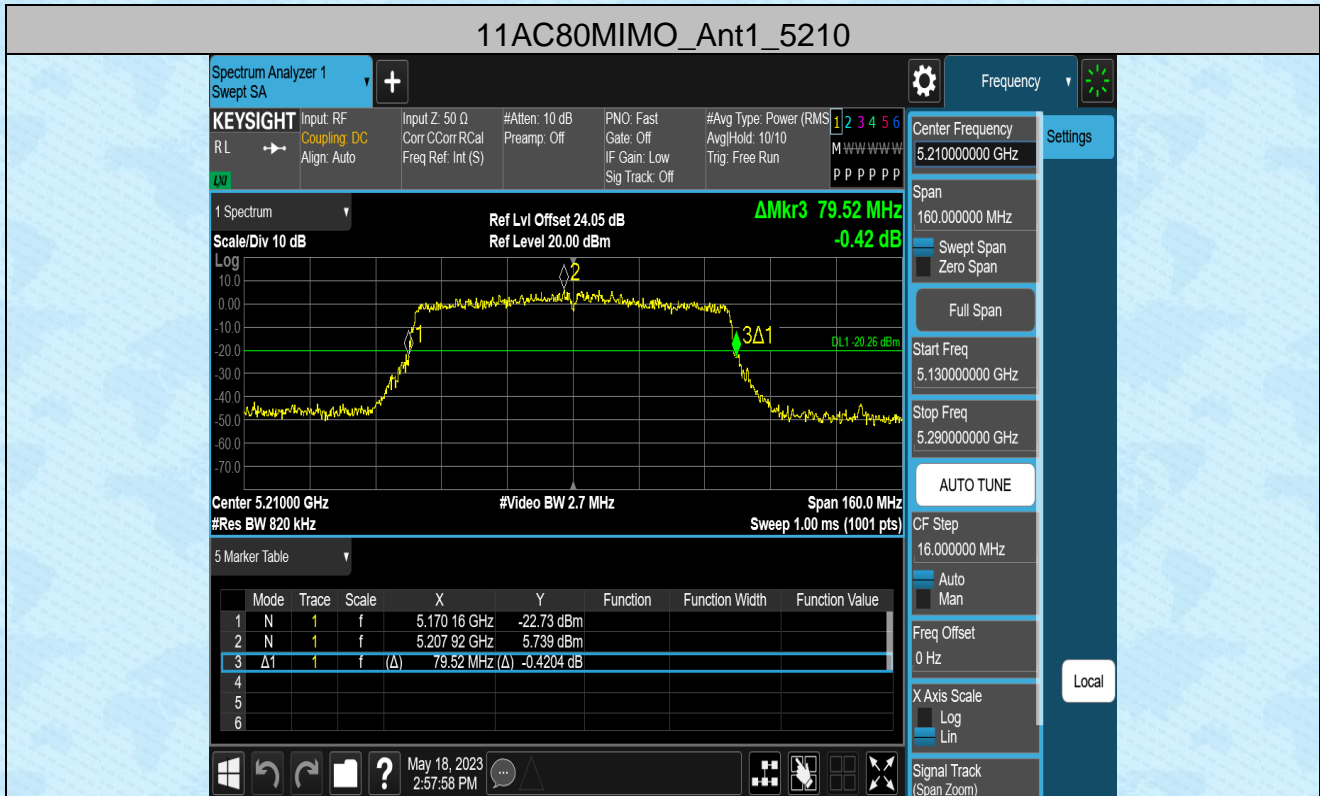 11AC80MIMO_Ant1_5210
Spectrum Analyzer 1
Swept SA
+
Frequency
KEYSIGHT
RL
LXI
Input: RF
Coupling: DC
Align: Auto
Input Z: 50 Ω
Corr CCorr RCal
Freq Ref: Int (S)
#Atten: 10 dB
Preamp: Off
PNO: Fast
Gate: Off
IF Gain: Low
Sig Track: Off
#Avg Type: Power (RMS
Avg|Hold: 10/10
Trig: Free Run
1 2 3 4 5 6
M W W W W W
P P P P P P
1 Spectrum
Scale/Div 10 dB
Ref Lvl Offset 24.05 dB
Ref Level 20.00 dBm
ΔMkr3 79.52 MHz
-0.42 dB
Log
10.0
0.00
-10.0
-20.0
-30.0
-40.0
-50.0
-60.0
-70.0
2
1
3Δ1
DL1 -20.26 dBm
Center 5.21000 GHz
#Res BW 820 kHz
#Video BW 2.7 MHz
Span 160.0 MHz
Sweep 1.00 ms (1001 pts)
5 Marker Table
Mode Trace Scale X Y Function Function Width Function Value
1 N 1 f 5.170 16 GHz -22.73 dBm
2 N 1 f 5.207 92 GHz 5.739 dBm
3 Δ1 1 f (Δ) 79.52 MHz (Δ) -0.4204 dB
4
5
6
?
May 18, 2023
2:57:58 PM
Center Frequency
5.210000000 GHz
Span
160.000000 MHz
Swept Span
Zero Span
Full Span
Start Freq
5.130000000 GHz
Stop Freq
5.290000000 GHz
AUTO TUNE
CF Step
16.000000 MHz
Auto
Man
Freq Offset
0 Hz
X Axis Scale
Log
Lin
Signal Track
(Span Zoom)
Settings
Local